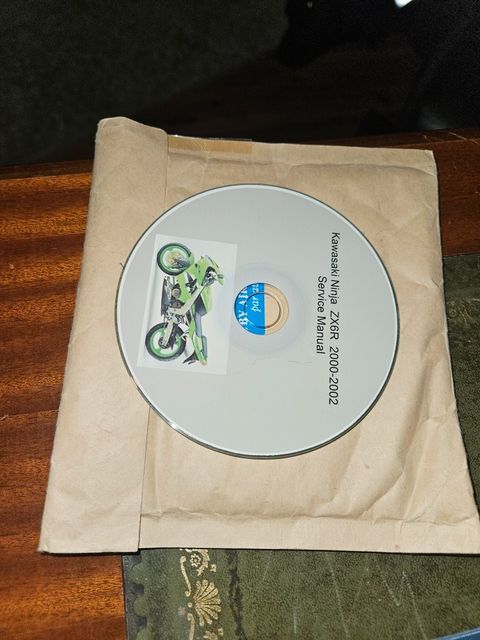 Kawasaki Ninja ZX6R 2000-2002
Service Manual